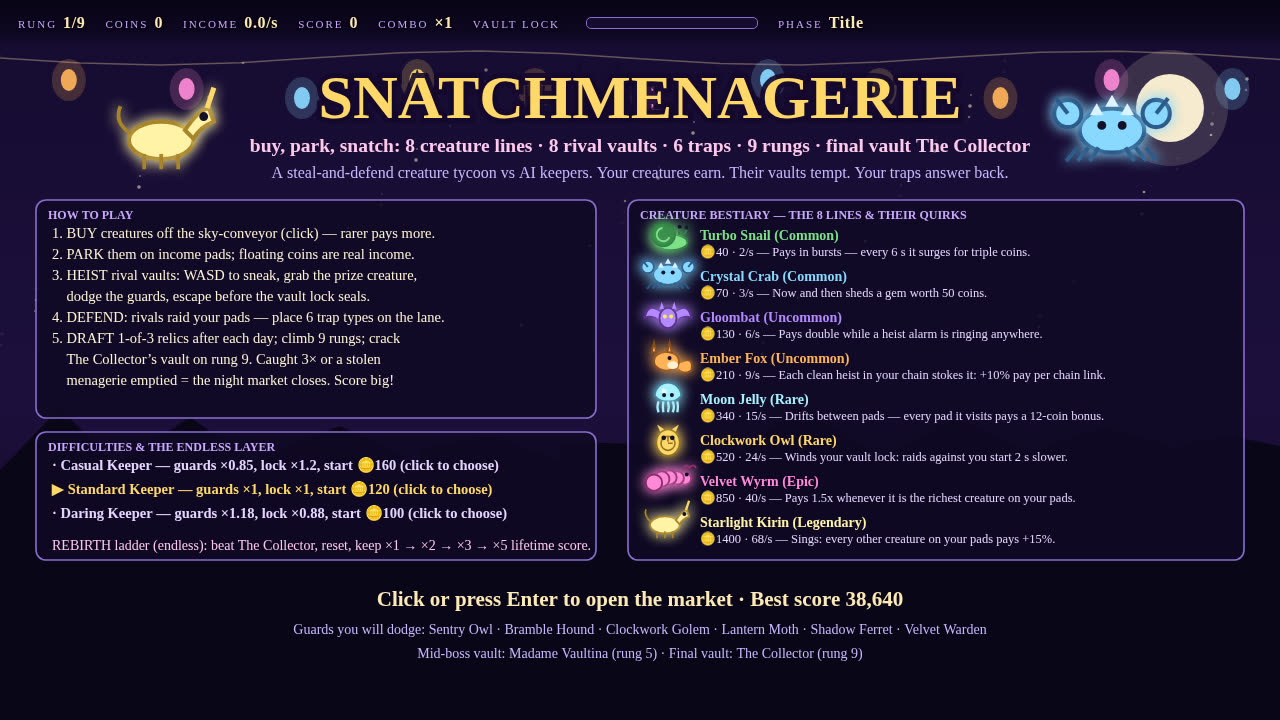 RUNG 1/9 COINS 0 INCOME 0.0/s SCORE 0 COMBO ×1 VAULT LOCK PHASE Title
SNATCHMENAGERIE
buy, park, snatch: 8 creature lines · 8 rival vaults · 6 traps · 9 rungs · final vault The Collector
A steal-and-defend creature tycoon vs AI keepers. Your creatures earn. Their vaults tempt. Your traps answer back.
HOW TO PLAY
1. BUY creatures off the sky-conveyor (click) — rarer pays more.
2. PARK them on income pads; floating coins are real income.
3. HEIST rival vaults: WASD to sneak, grab the prize creature,
dodge the guards, escape before the vault lock seals.
4. DEFEND: rivals raid your pads — place 6 trap types on the lane.
5. DRAFT 1-of-3 relics after each day; climb 9 rungs; crack
The Collector’s vault on rung 9. Caught 3× or a stolen
menagerie emptied = the night market closes. Score big!
DIFFICULTIES & THE ENDLESS LAYER
· Casual Keeper — guards ×0.85, lock ×1.2, start 🪙160 (click to choose)
▶ Standard Keeper — guards ×1, lock ×1, start 🪙120 (click to choose)
· Daring Keeper — guards ×1.18, lock ×0.88, start 🪙100 (click to choose)
REBIRTH ladder (endless): beat The Collector, reset, keep ×1 → ×2 → ×3 → ×5 lifetime score.
CREATURE BESTIARY — THE 8 LINES & THEIR QUIRKS
Turbo Snail (Common)
🪙40 · 2/s — Pays in bursts — every 6 s it surges for triple coins.
Crystal Crab (Common)
🪙70 · 3/s — Now and then sheds a gem worth 50 coins.
Gloombat (Uncommon)
🪙130 · 6/s — Pays double while a heist alarm is ringing anywhere.
Ember Fox (Uncommon)
🪙210 · 9/s — Each clean heist in your chain stokes it: +10% pay per chain link.
Moon Jelly (Rare)
🪙340 · 15/s — Drifts between pads — every pad it visits pays a 12-coin bonus.
Clockwork Owl (Rare)
🪙520 · 24/s — Winds your vault lock: raids against you start 2 s slower.
Velvet Wyrm (Epic)
🪙850 · 40/s — Pays 1.5x whenever it is the richest creature on your pads.
Starlight Kirin (Legendary)
🪙1400 · 68/s — Sings: every other creature on your pads pays +15%.
Click or press Enter to open the market · Best score 38,640
Guards you will dodge: Sentry Owl · Bramble Hound · Clockwork Golem · Lantern Moth · Shadow Ferret · Velvet Warden
Mid-boss vault: Madame Vaultina (rung 5) · Final vault: The Collector (rung 9)